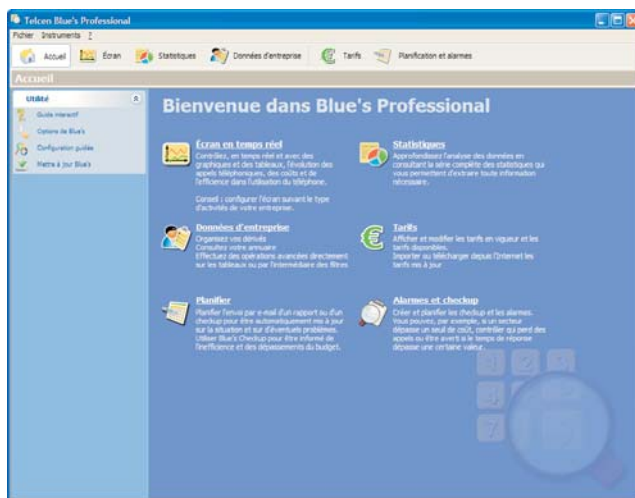 Telcen Blue's Professional
Fichier Instruments ?
Accueil Écran Statistiques Données d'entreprise Tarifs Planification et alarmes
Accueil
Utilité
Guide interactif
Options de Blue's
Configuration guidée
Mettre à jour Blue's
Bienvenue dans Blue's Professional
Écran en temps réel
Contrôlez, en temps réel et avec des
graphiques et des tableaux, l'évolution des
appels téléphoniques, des coûts et de
l'efficence dans l'utilisation du téléphone.
Conseil : configurer l'écran suivant le type
d'activités de votre entreprise.
Statistiques
Approfondissez l'analyse des données en
consultant la série complète des statistiques qui
vous permettent d'extraire toute information
nécessaire.
Données d'entreprise
Organisez vos dérivés
Consultez votre annuaire
Effectuez des opérations avancées directement
sur les tableaux ou par l'intermédiaire des filtres
Tarifs
Afficher et modifier les tarifs en vigueur et les
tarifs disponibles.
Importer ou télécharger depuis l'Internet les
tarifs mis à jour
Planifier
Planifier l'envoi par e-mail d'un rapport ou d'un
checkup pour être automatiquement mis à jour
sur la situation et sur d'éventuels problèmes.
Utiliser Blue's Checkup pour être informé de
l'inefficence et des dépassements du budget.
Alarmes et checkup
Créer et planifier les checkup et les alarmes.
Vous pouvez, par exemple, si un secteur
dépasse un seuil de coût, contrôler qui perd des
appels ou être averti si le temps de réponse
dépasse une certaine valeur.
1 2 3
4
7